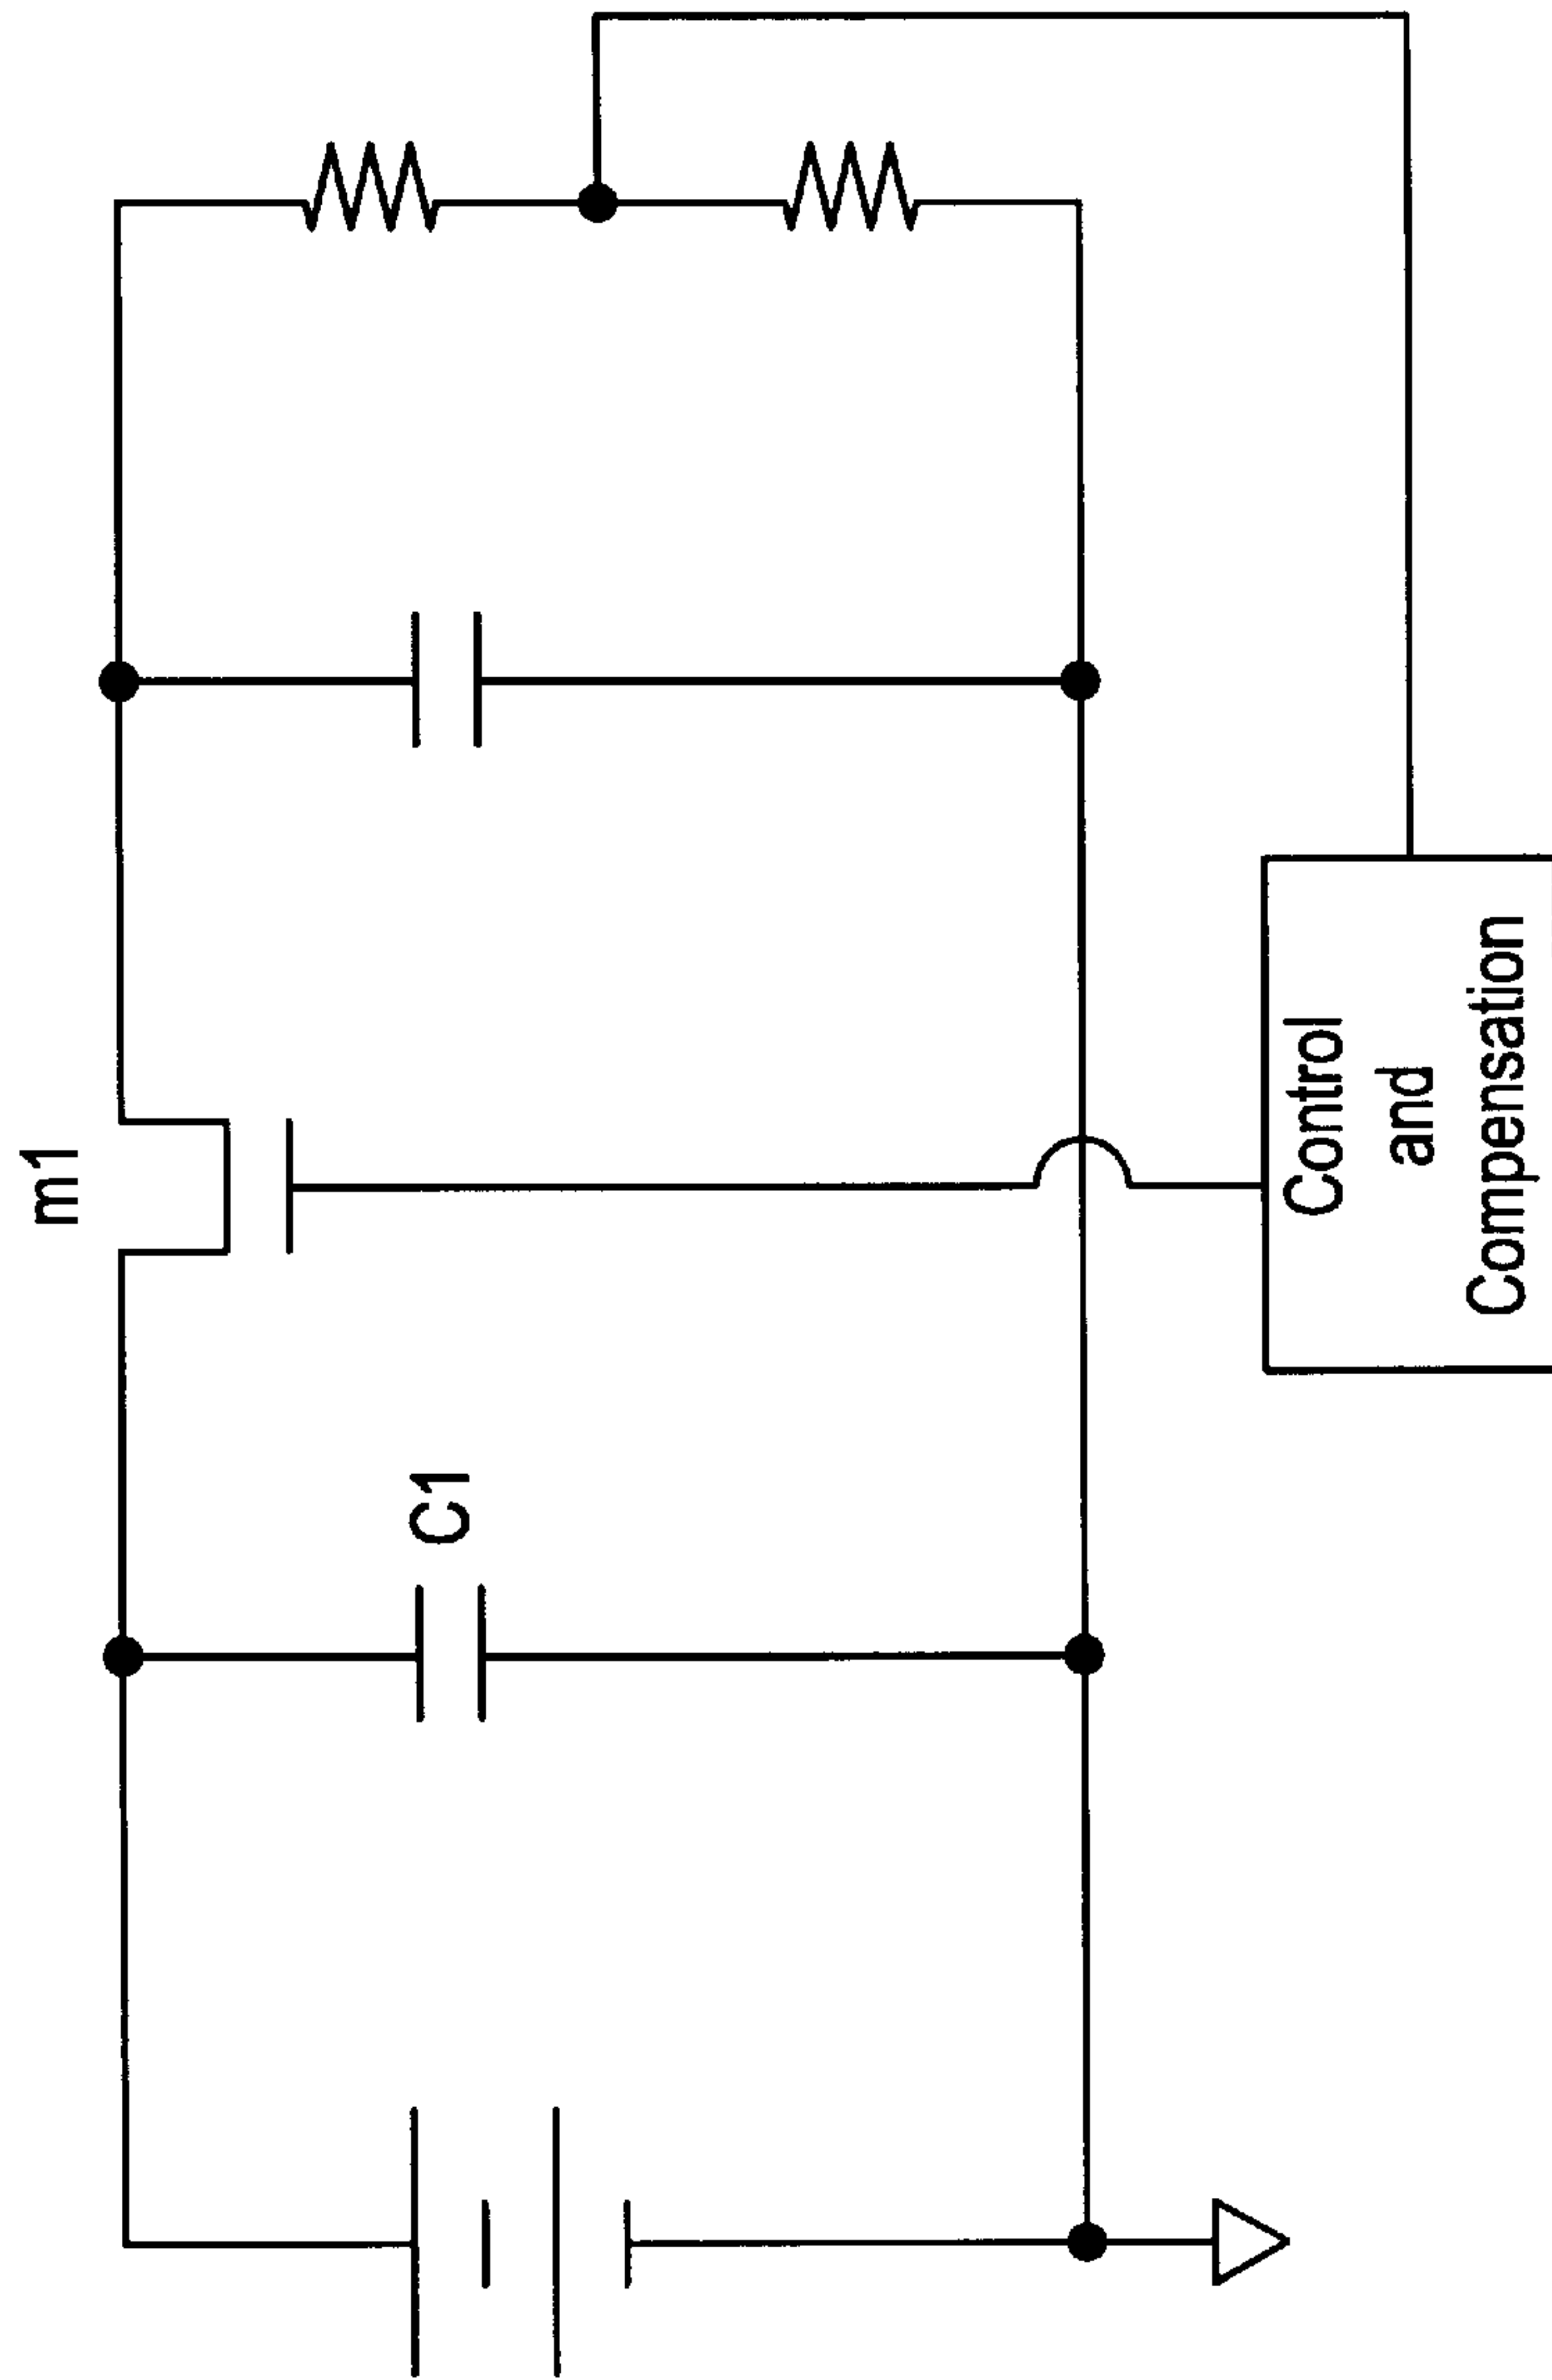 m1
C1
Control
and
Compensation